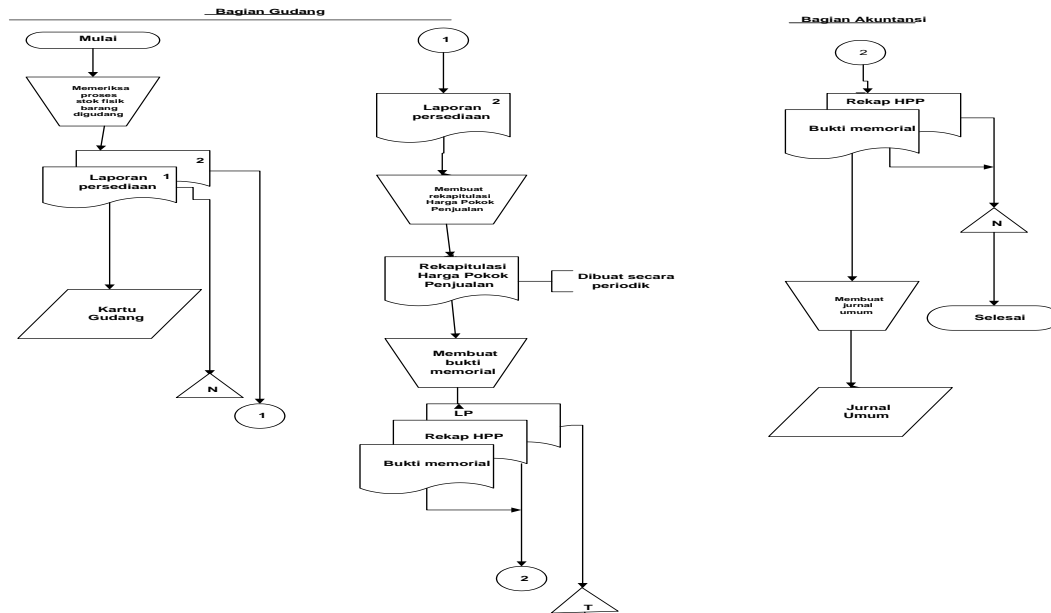 Bagian Gudang
Mulai
Memeriksa
proses
stok fisik
barang
digudang
2
Laporan 1
persediaan
Kartu
Gudang
N
1
1
Laporan 2
persediaan
Membuat
rekapitulasi
Harga Pokok
Penjualan
Rekapitulasi
Harga Pokok
Penjualan
Dibuat secara
periodik
Membuat
bukti
memorial
LP
Rekap HPP
Bukti memorial
2
T
Bagian Akuntansi
2
Rekap HPP
Bukti memorial
N
Membuat
jurnal
umum
Selesai
Jurnal
Umum